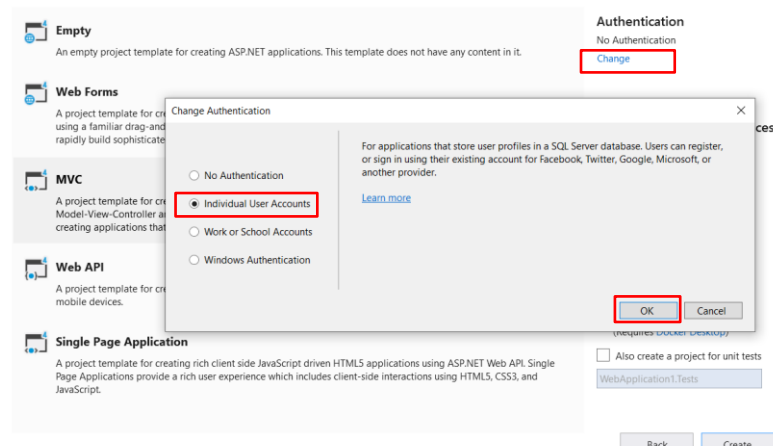 Empty
An empty project template for creating ASP.NET applications. This template does not have any content in it.
Web Forms
A project template for cre
using a familiar drag-and
rapidly build sophisticate
MVC
A project template for cre
Model-View-Controller a
creating applications that
Web API
A project template for cre
mobile devices.
Single Page Application
A project template for creating rich client side JavaScript driven HTML5 applications using ASP.NET Web API. Single
Page Applications provide a rich user experience which includes client-side interactions using HTML5, CSS3, and
JavaScript.
Authentication
No Authentication
Change
ces
Change Authentication
No Authentication
Individual User Accounts
Work or School Accounts
Windows Authentication
For applications that store user profiles in a SQL Server database. Users can register,
or sign in using their existing account for Facebook, Twitter, Google, Microsoft, or
another provider.
Learn more
OK Cancel
(Requires Docker Desktop)
Also create a project for unit tests
WebApplication1.Tests
Back Create